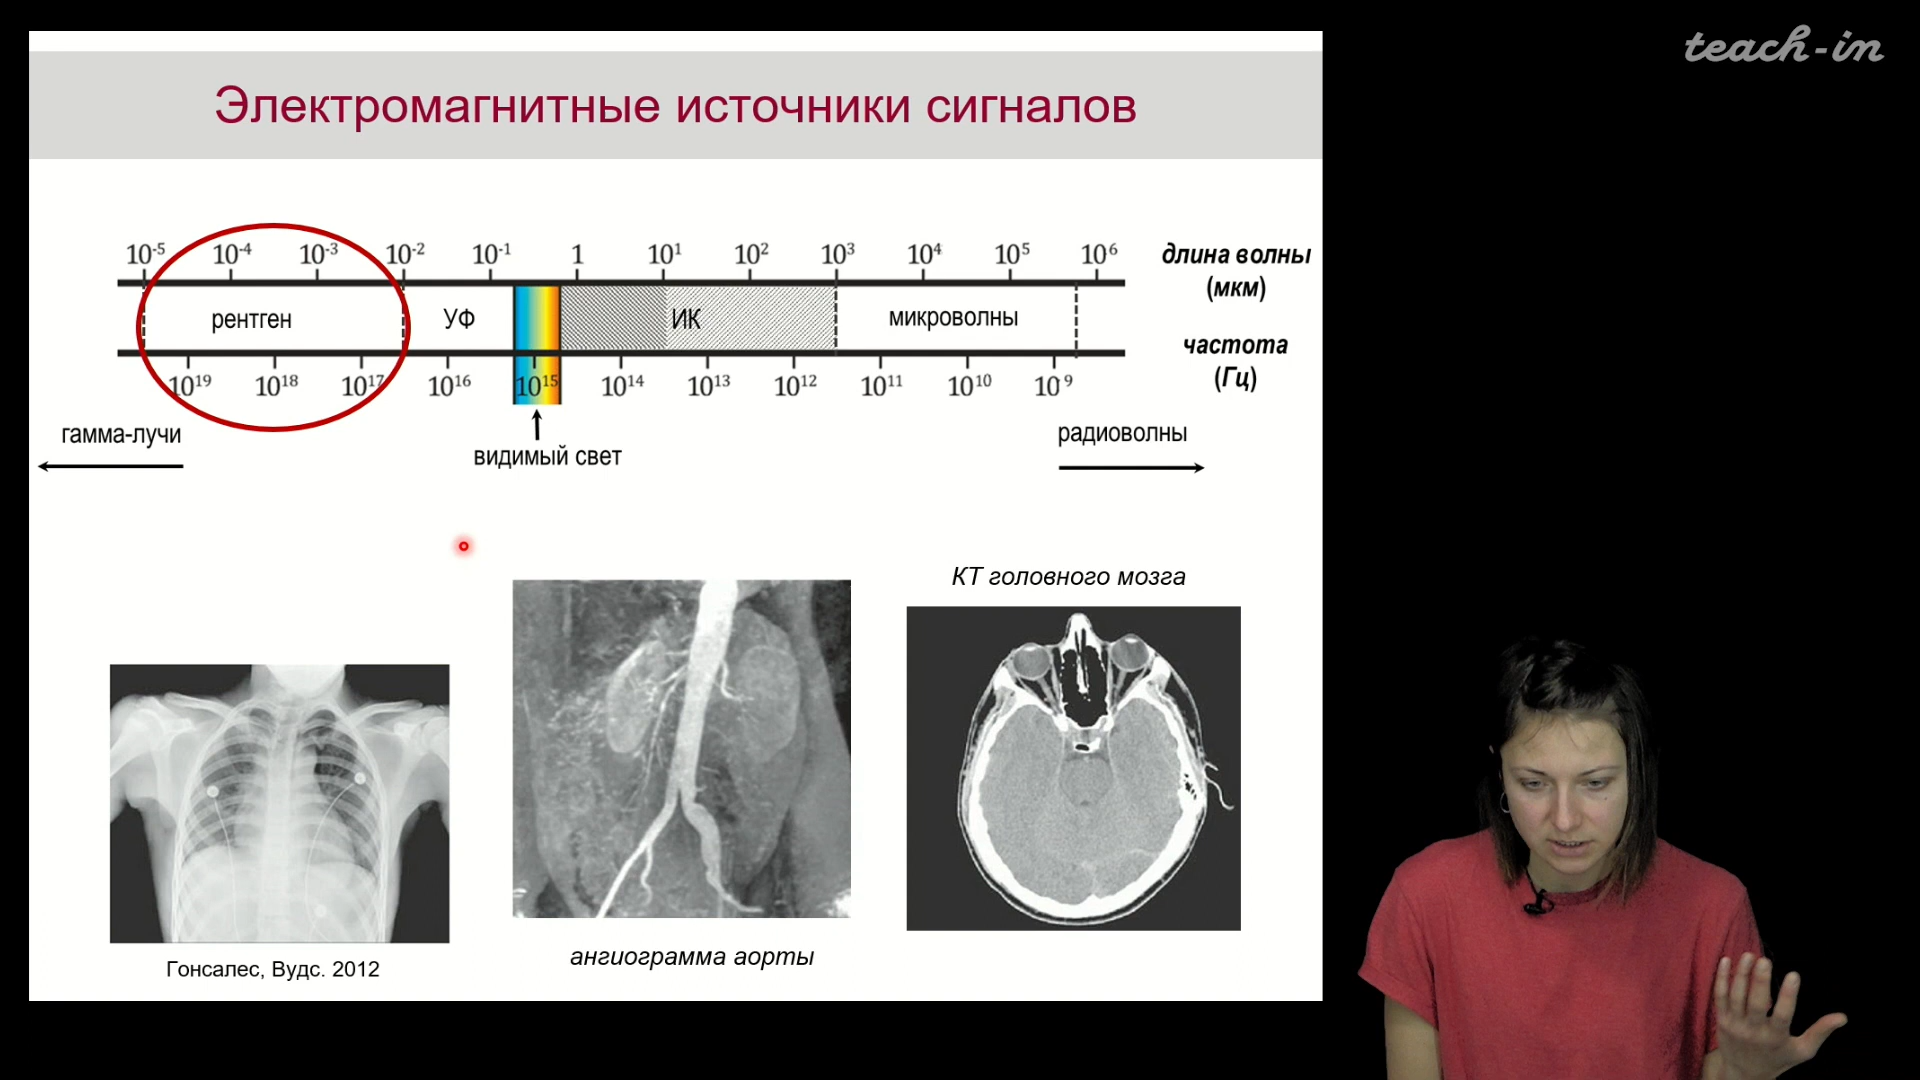 teach-in
Электромагнитные источники сигналов
10⁻⁵ 10⁻⁴ 10⁻³ 10⁻² 10⁻¹ 1 10¹ 10² 10³ 10⁴ 10⁵ 10⁶
длина волны
(мкм)
рентген УФ ИК микроволны
частота
(Гц)
10¹⁹ 10¹⁸ 10¹⁷ 10¹⁶ 10¹⁵ 10¹⁴ 10¹³ 10¹² 10¹¹ 10¹⁰ 10⁹
гамма-лучи
видимый свет
радиоволны
КТ головного мозга
ангиограмма аорты
Гонсалес, Вудс. 2012